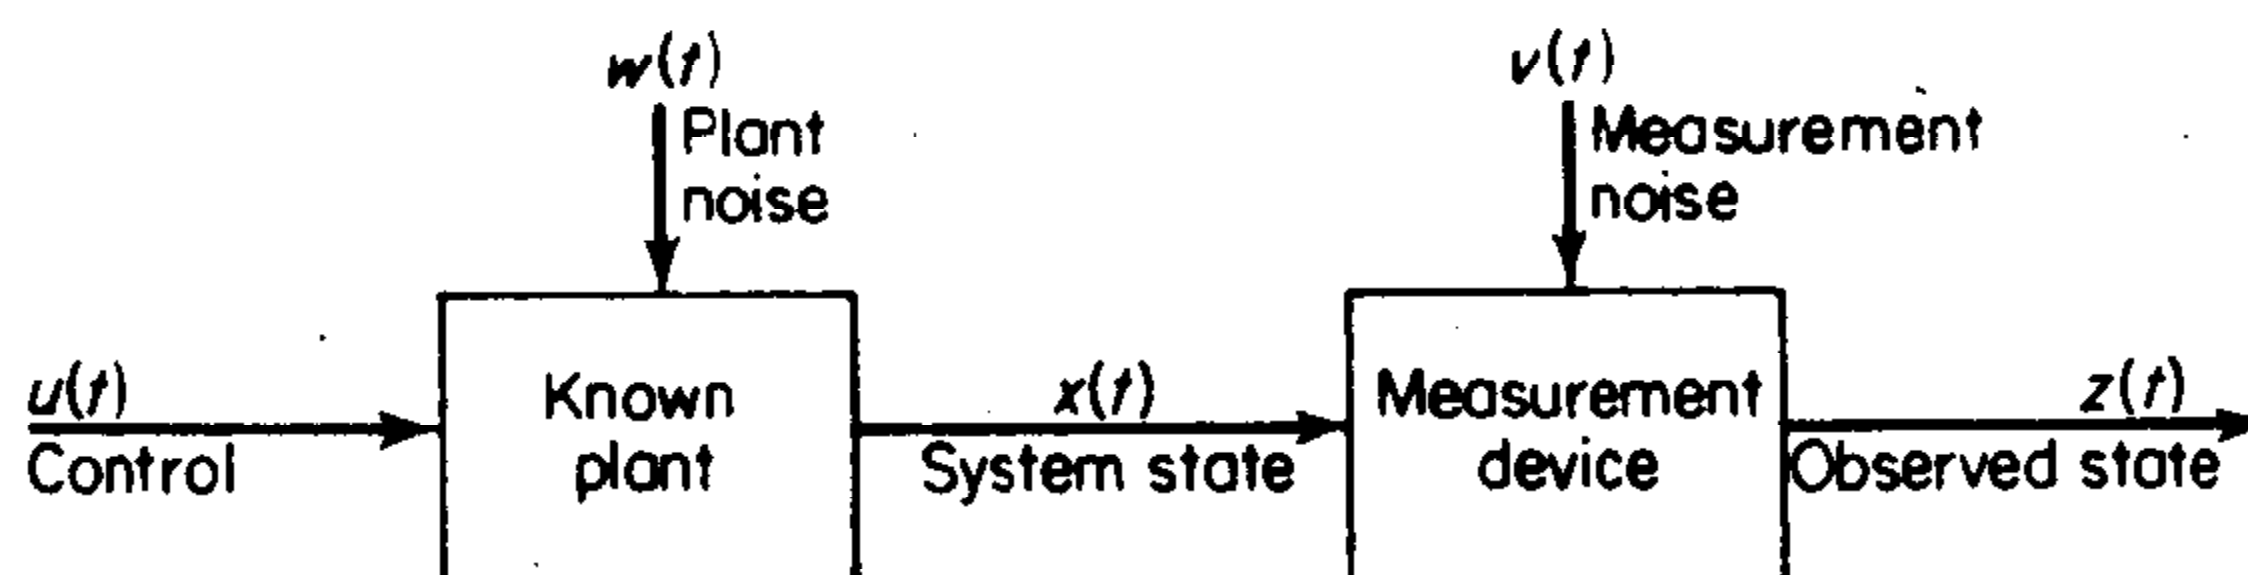 w(t)
Plant
noise
v(t)
Measurement
noise
u(t)
Control
Known
plant
x(t)
System state
Measurement
device
z(t)
Observed state